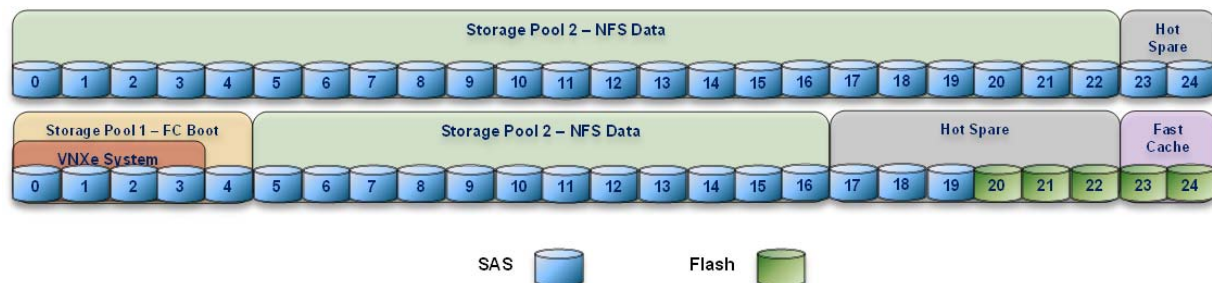 Storage Pool 2 – NFS Data
Hot
Spare
0 1 2 3 4 5 6 7 8 9 10 11 12 13 14 15 16 17 18 19 20 21 22 23 24
Storage Pool 1 – FC Boot
VNXe System
Storage Pool 2 – NFS Data
Hot Spare
Fast
Cache
0 1 2 3 4 5 6 7 8 9 10 11 12 13 14 15 16 17 18 19 20 21 22 23 24
SAS
Flash